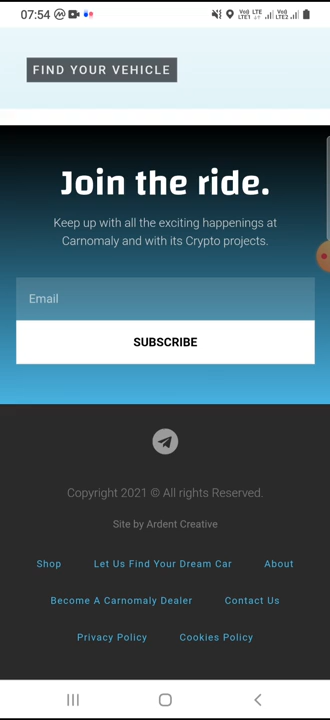 07:54
Vo) LTE
LTE1
Vo) LTE2
FIND YOUR VEHICLE
Join the ride.
Keep up with all the exciting happenings at
Carnomaly and with its Crypto projects.
Email
SUBSCRIBE
Copyright 2021 © All rights Reserved.
Site by Ardent Creative
Shop Let Us Find Your Dream Car About
Become A Carnomaly Dealer Contact Us
Privacy Policy Cookies Policy